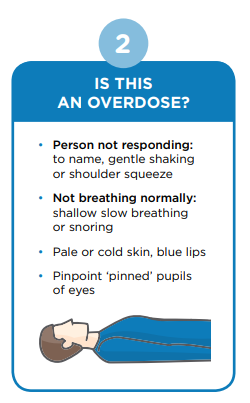 2
IS THIS
AN OVERDOSE?
• Person not responding:
to name, gentle shaking
or shoulder squeeze
• Not breathing normally:
shallow slow breathing
or snoring
• Pale or cold skin, blue lips
• Pinpoint ‘pinned’ pupils
of eyes